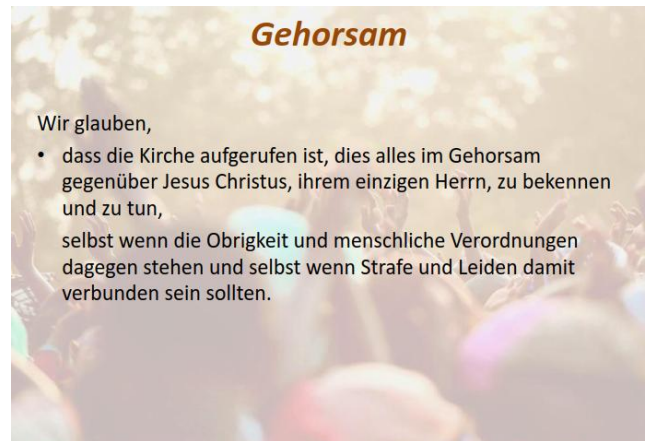 Gehorsam
Wir glauben,
• dass die Kirche aufgerufen ist, dies alles im Gehorsam
gegenüber Jesus Christus, ihrem einzigen Herrn, zu bekennen
und zu tun,
selbst wenn die Obrigkeit und menschliche Verordnungen
dagegen stehen und selbst wenn Strafe und Leiden damit
verbunden sein sollten.